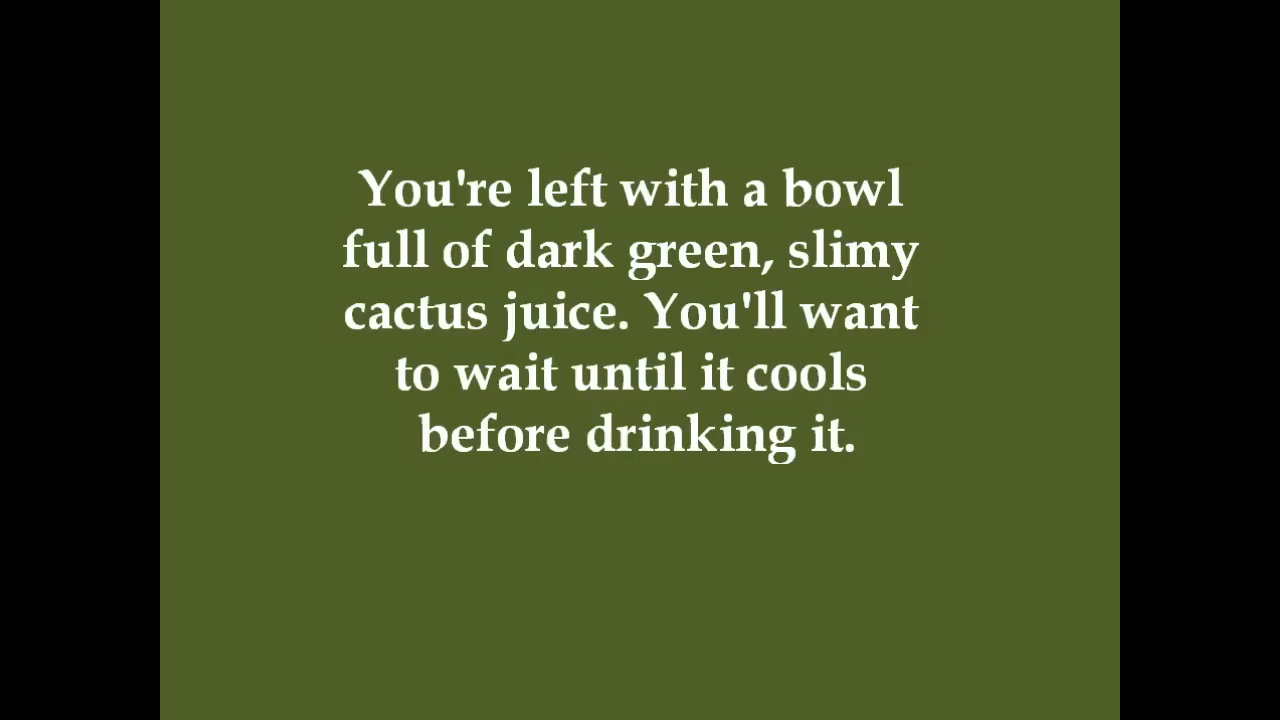 You're left with a bowl
full of dark green, slimy
cactus juice. You'll want
to wait until it cools
before drinking it.